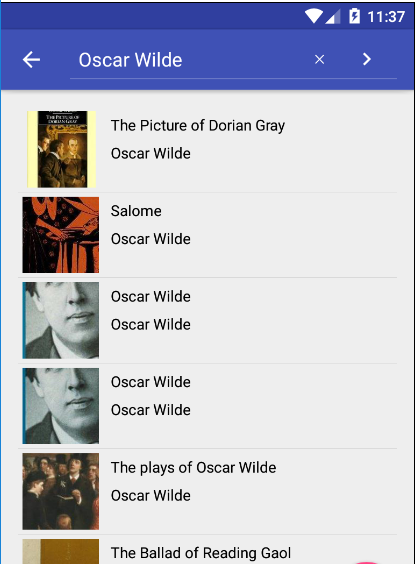 11:37
Oscar Wilde
THE PICTURE OF
DORIAN GRAY
The Picture of Dorian Gray
Oscar Wilde
Salome
Oscar Wilde
Oscar Wilde
Oscar Wilde
Oscar Wilde
Oscar Wilde
The plays of Oscar Wilde
Oscar Wilde
The Ballad of Reading Gaol